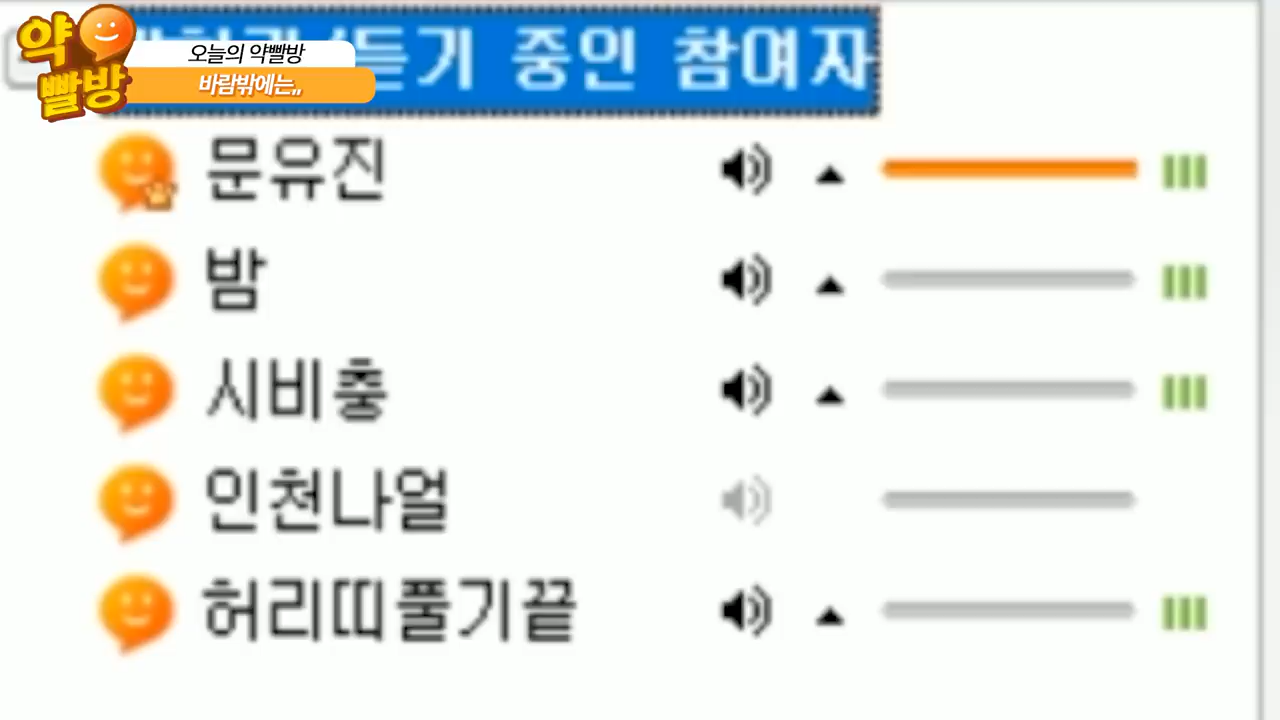 약빵방
오늘의 약빨방
바람밖에는,,
듣기 중인 참여자
문유진
밤
시비충
인천나얼
허리띠풀기끝